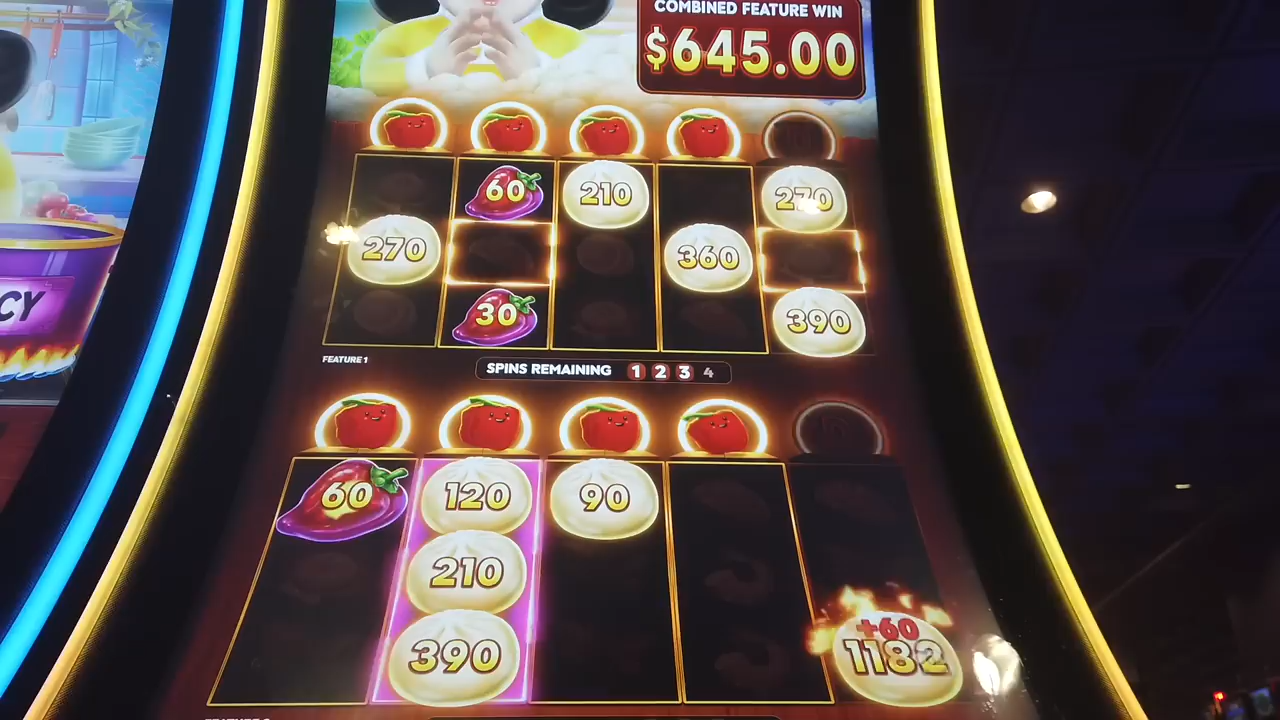 COMBINED FEATURE WIN
$645.00
60 210 270
270 360
30 390
FEATURE 1
SPINS REMAINING 1 2 3 4
60 120 90
210
+60
390 1182
CY